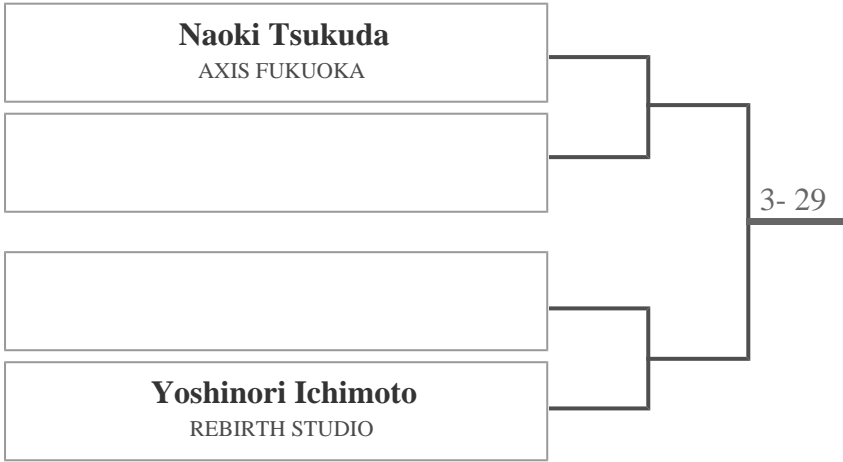 Naoki Tsukuda
AXIS FUKUOKA
3- 29
Yoshinori Ichimoto
REBIRTH STUDIO